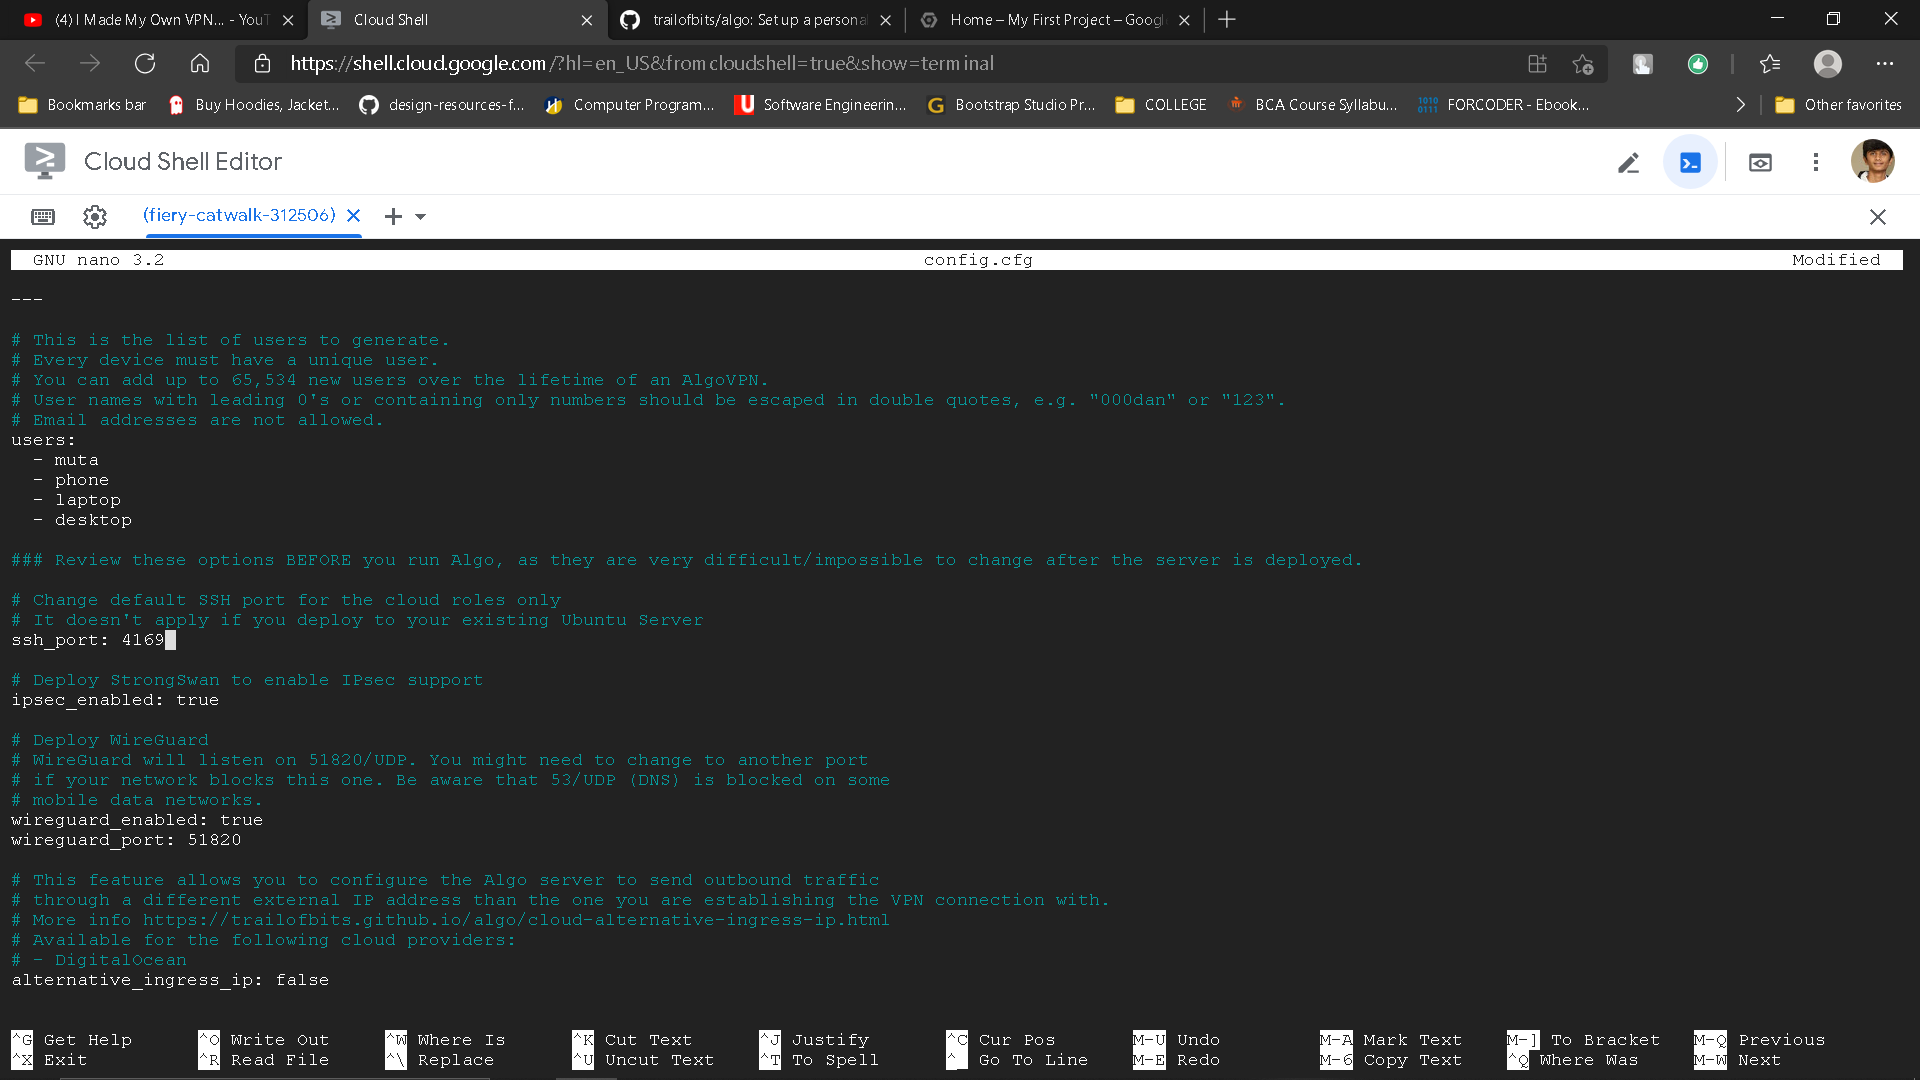 (4) I Made My Own VPN... - YouT
Cloud Shell
trailofbits/algo: Set up a persona
Home – My First Project – Googl
https://shell.cloud.google.com/?hl=en_US&fromcloudshell=true&show=terminal
Bookmarks bar
Buy Hoodies, Jacket...
design-resources-f...
Computer Program...
Software Engineerin...
Bootstrap Studio Pr...
COLLEGE
BCA Course Syllabu...
FORCODER - Ebook...
Other favorites
Cloud Shell Editor
(fiery-catwalk-312506)
GNU nano 3.2 config.cfg Modified
---
# This is the list of users to generate.
# Every device must have a unique user.
# You can add up to 65,534 new users over the lifetime of an AlgoVPN.
# User names with leading 0's or containing only numbers should be escaped in double quotes, e.g. "000dan" or "123".
# Email addresses are not allowed.
users:
- muta
- phone
- laptop
- desktop
### Review these options BEFORE you run Algo, as they are very difficult/impossible to change after the server is deployed.
# Change default SSH port for the cloud roles only
# It doesn't apply if you deploy to your existing Ubuntu Server
ssh_port: 4169
# Deploy StrongSwan to enable IPsec support
ipsec_enabled: true
# Deploy WireGuard
# WireGuard will listen on 51820/UDP. You might need to change to another port
# if your network blocks this one. Be aware that 53/UDP (DNS) is blocked on some
# mobile data networks.
wireguard_enabled: true
wireguard_port: 51820
# This feature allows you to configure the Algo server to send outbound traffic
# through a different external IP address than the one you are establishing the VPN connection with.
# More info https://trailofbits.github.io/algo/cloud-alternative-ingress-ip.html
# Available for the following cloud providers:
# - DigitalOcean
alternative_ingress_ip: false
^G Get Help ^O Write Out ^W Where Is ^K Cut Text ^J Justify ^C Cur Pos M-U Undo M-A Mark Text M-] To Bracket M-Q Previous
^X Exit ^R Read File ^\ Replace ^U Uncut Text ^T To Spell ^_ Go To Line M-E Redo M-6 Copy Text ^Q Where Was M-W Next